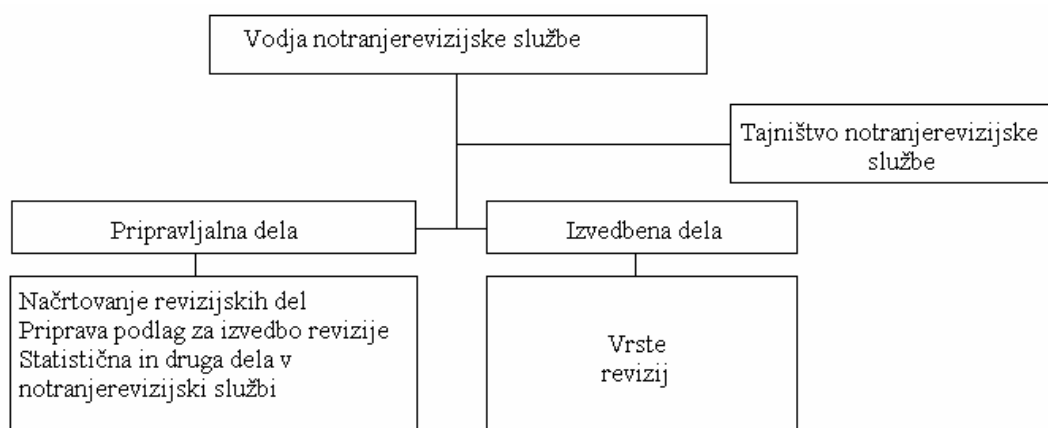 Vodja notranjerevizijske službe
Tajništvo notranjerevizijske
službe
Pripravljalna dela
Izvedbena dela
Načrtovanje revizijskih del
Priprava podlag za izvedbo revizije
Statistična in druga dela v
notranjerevizijski službi
Vrste
revizij